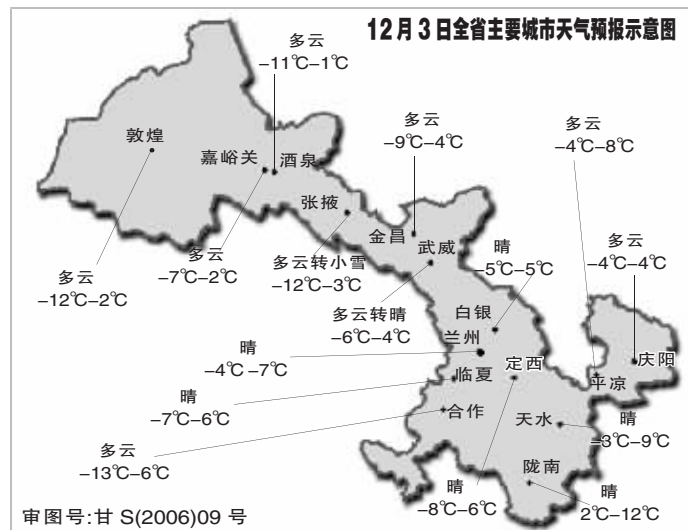 12月3日全省主要城市天气预报示意图
多云
-11℃-1℃
敦煌
嘉峪关
酒泉
多云
-9℃-4℃
多云
-4℃-8℃
张掖
金昌
武威
多云
-12℃-2℃
多云
-7℃-2℃
多云转小雪
-12℃-3℃
晴
-5℃-5℃
多云
-4℃-4℃
多云转晴
-6℃-4℃
白银
兰州
晴
-4℃-7℃
定西
庆阳
平凉
临夏
晴
-7℃-6℃
合作
天水
晴
-3℃-9℃
多云
-13℃-6℃
陇南
晴
-8℃-6℃
晴
2℃-12℃
审图号:甘 S(2006)09 号